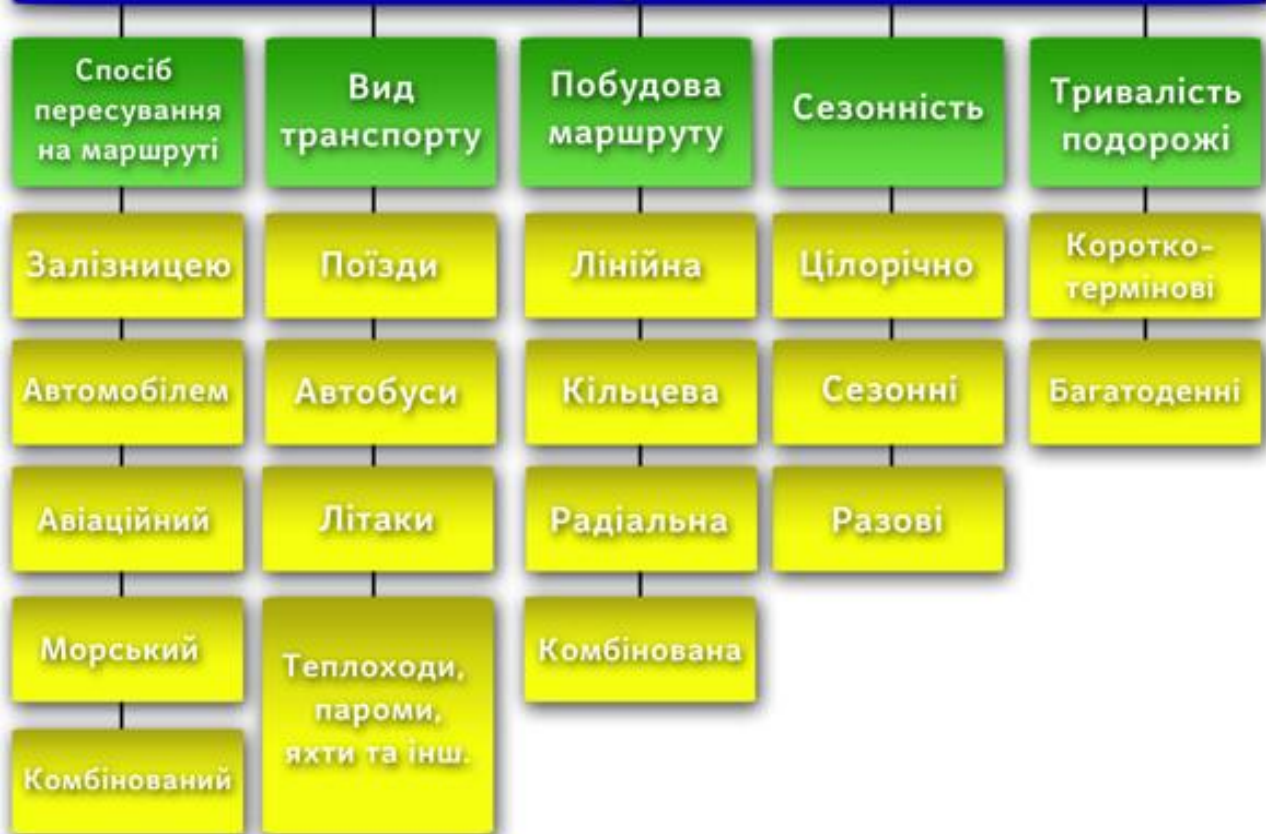 Спосіб
пересування
на маршруті
Залізницею
Автомобілем
Авіаційний
Морський
Комбінований
Вид
транспорту
Поїзди
Автобуси
Літаки
Теплоходи,
пароми,
яхти та інш.
Побудова
маршруту
Лінійна
Кільцева
Радіальна
Комбінована
Сезонність
Цілорічно
Сезонні
Разові
Тривалість
подорожі
Коротко-
термінові
Багатоденні